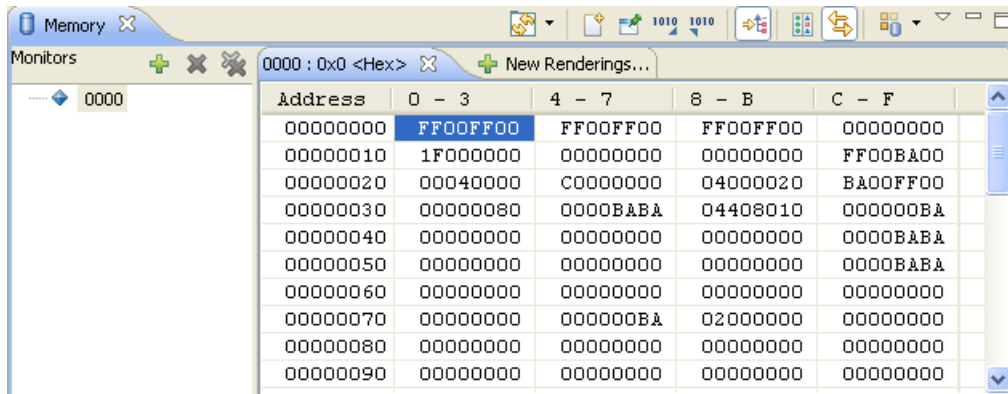 Memory
1010 1010
Monitors
0000 : 0x0 <Hex> New Renderings...
0000
Address 0 - 3 4 - 7 8 - B C - F
00000000 FF00FF00 FF00FF00 FF00FF00 00000000
00000010 1F000000 00000000 00000000 FF00BA00
00000020 00040000 C0000000 04000020 BA00FF00
00000030 00000080 0000BABA 04408010 000000BA
00000040 00000000 00000000 00000000 0000BABA
00000050 00000000 00000000 00000000 0000BABA
00000060 00000000 00000000 00000000 00000000
00000070 00000000 000000BA 02000000 00000000
00000080 00000000 00000000 00000000 00000000
00000090 00000000 00000000 00000000 00000000